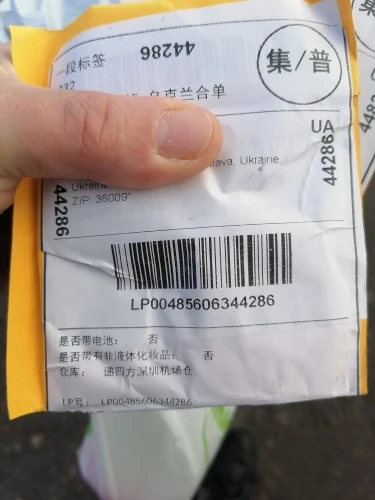 44286
一段标签
集/普
乌克兰合单
UA
44286
44286
Ukraine,
Ukraine,
ZIP: 36009"
LP00485606344286
是否带电池： 否
是否带有非液体化妆品： 否
仓库： 递四方深圳机场仓
LP号： LP00485606344286